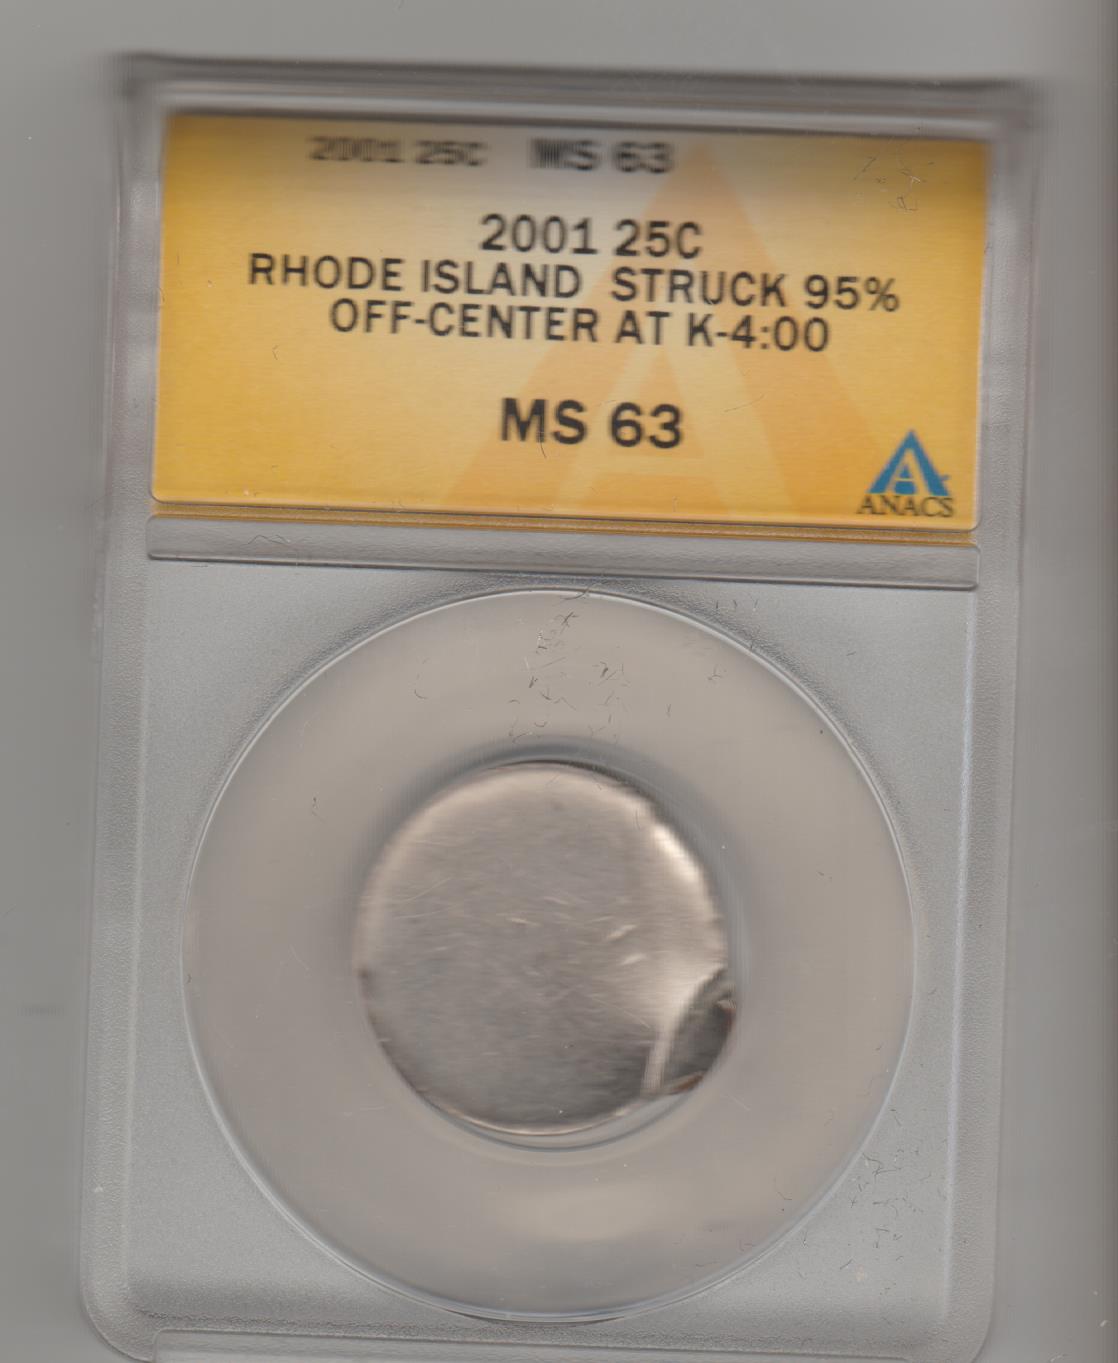 2001 25C MS 63
2001 25C
RHODE ISLAND STRUCK 95%
OFF-CENTER AT K-4:00
MS 63
ANACS